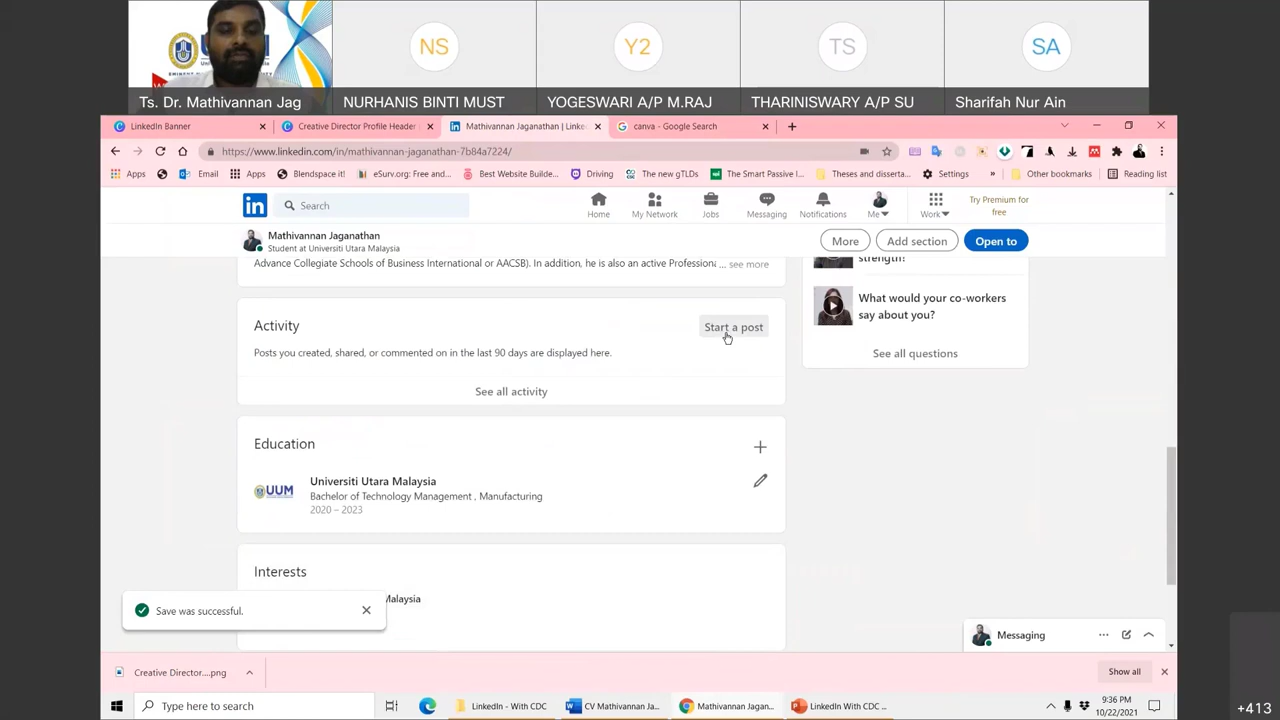 NS
Y2
TS
SA
Ts. Dr. Mathivannan Jag
NURHANIS BINTI MUST
YOGESWARI A/P M.RAJ
THARINISWARY A/P SU
Sharifah Nur Ain
LinkedIn Banner
Creative Director Profile Header
Mathivannan Jaganathan | Linke
canva - Google Search
https://www.linkedin.com/in/mathivannan-jaganathan-7b84a7224/
Apps
Email
Apps
Blendspace it!
eSurv.org: Free and...
Best Website Builde...
Driving
The new gTLDs
The Smart Passive I...
Theses and disserta...
Settings
Other bookmarks
Reading list
Search
Home
My Network
Jobs
Messaging
Notifications
Me
Work
Try Premium for
free
Mathivannan Jaganathan
Student at Universiti Utara Malaysia
More
Add section
Open to
Advance Collegiate Schools of Business International or AACSB). In addition, he is also an active Professiona ... see more
strength?
What would your co-workers
say about you?
See all questions
Activity
Start a post
Posts you created, shared, or commented on in the last 90 days are displayed here.
See all activity
Education
UUM
Universiti Utara Malaysia
Bachelor of Technology Management , Manufacturing
2020 – 2023
Interests
Malaysia
Save was successful.
Messaging
Creative Director....png
Show all
Type here to search
LinkedIn - With CDC
CV Mathivannan Ja...
Mathivannan Jagan...
LinkedIn With CDC ...
9:36 PM
10/22/2021
+413